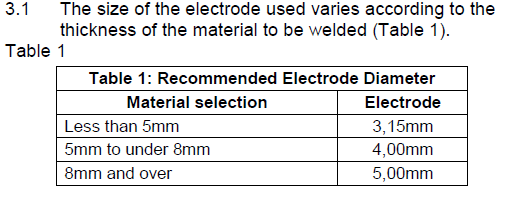 3.1 The size of the electrode used varies according to the
thickness of the material to be welded (Table 1).
Table 1
Table 1: Recommended Electrode Diameter
Material selection Electrode
Less than 5mm 3,15mm
5mm to under 8mm 4,00mm
8mm and over 5,00mm